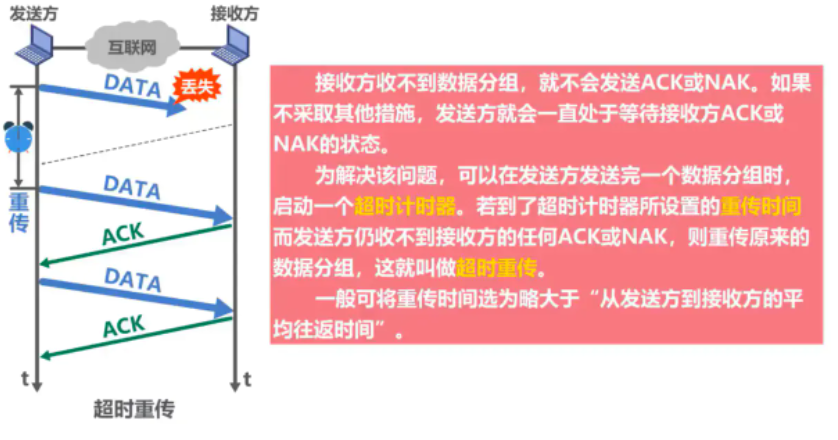 发送方
接收方
互联网
DATA
丢失
DATA
重传
ACK
DATA
ACK
t
t
超时重传
接收方收不到数据分组，就不会发送ACK或NAK。如果
不采取其他措施，发送方就会一直处于等待接收方ACK或
NAK的状态。
为解决该问题，可以在发送方发送完一个数据分组时，
启动一个超时计时器。若到了超时计时器所设置的重传时间
而发送方仍收不到接收方的任何ACK或NAK，则重传原来的
数据分组，这就叫做超时重传。
一般可将重传时间选为略大于“从发送方到接收方的平
均往返时间”。